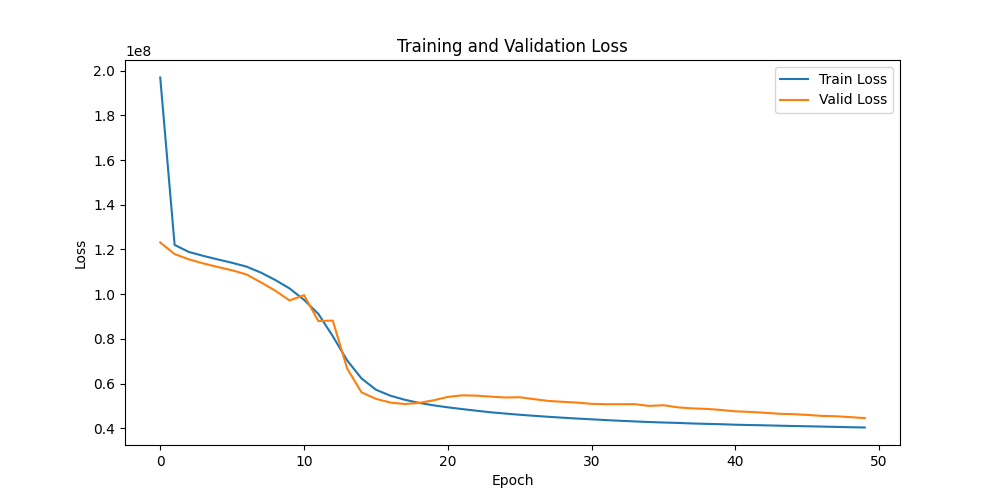 Training and Validation Loss
1e8
2.0
1.8
1.6
1.4
1.2
1.0
0.8
0.6
0.4
Loss
Train Loss
Valid Loss
0 10 20 30 40 50
Epoch